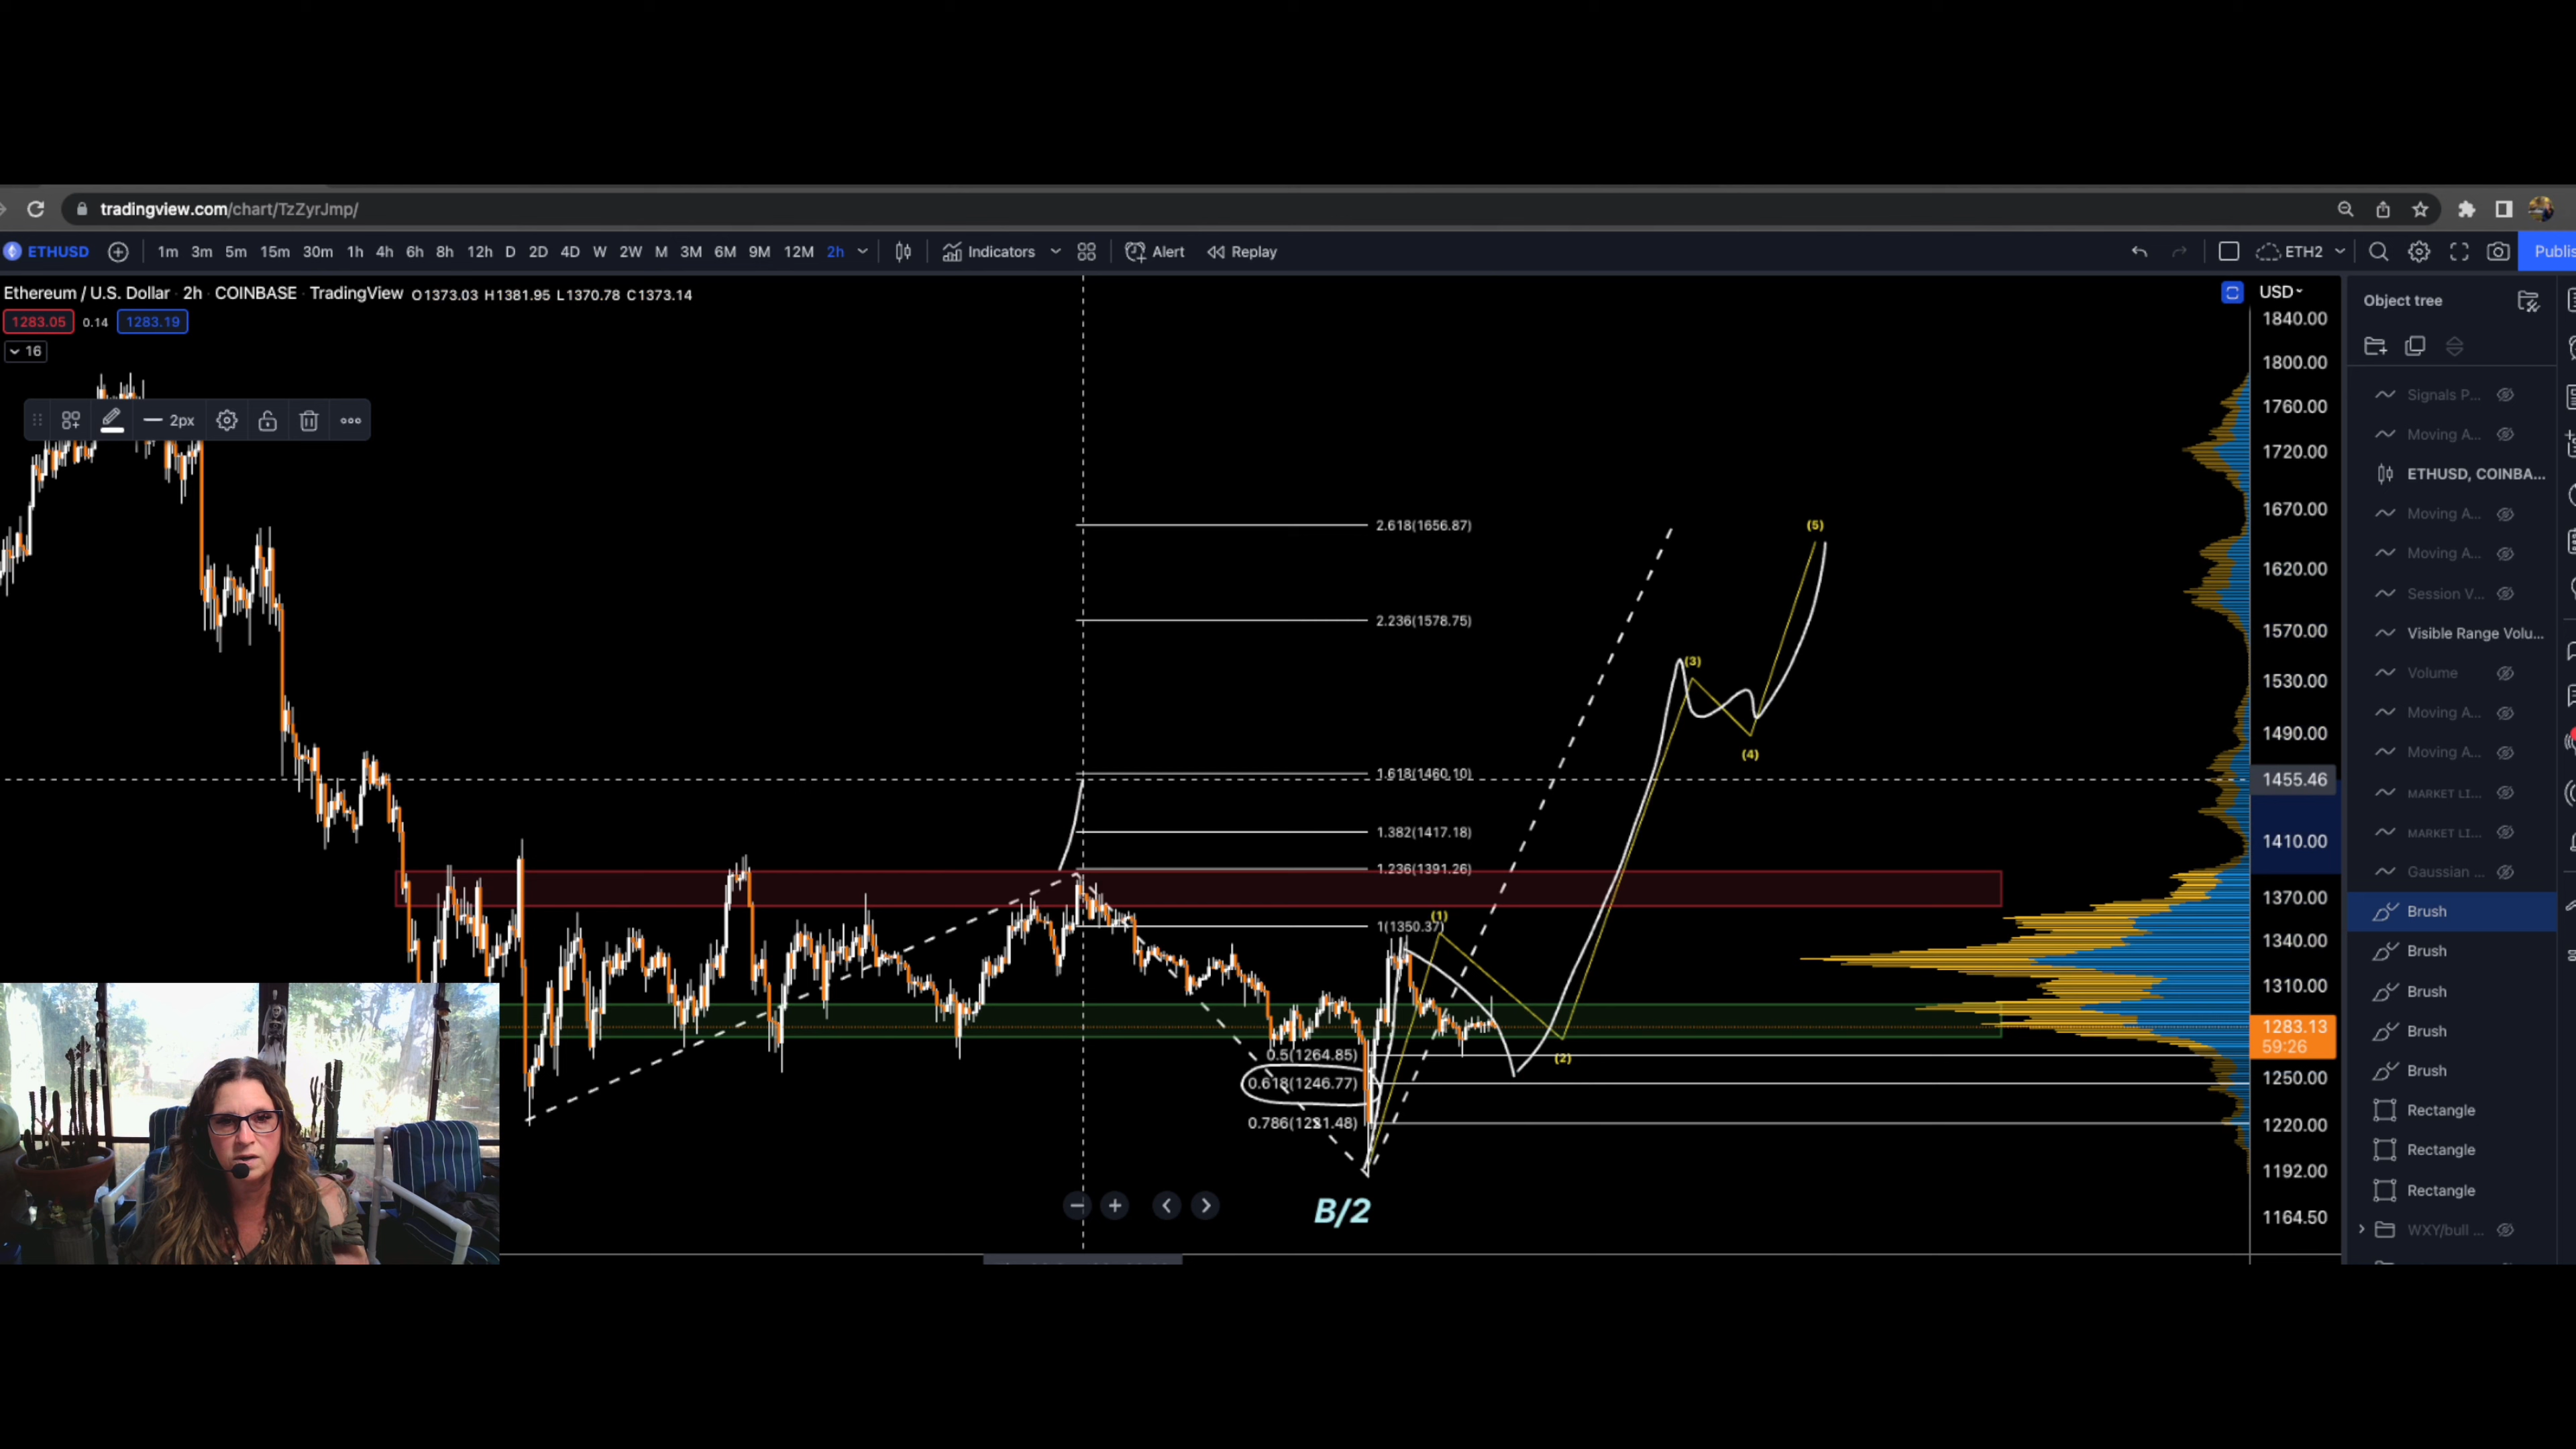 tradingview.com/chart/TzZyrJmp/
ETHUSD 1m 3m 5m 15m 30m 1h 4h 6h 8h 12h D 2D 4D W 2W M 3M 6M 9M 12M 2h Indicators Alert Replay ETH2
Ethereum / U.S. Dollar 2h COINBASE TradingView O1373.03 H1381.95 L1370.78 C1373.14
1283.05 0.14 1283.19
16
2px
2.618(1656.87)
2.236(1578.75)
1.618(1460.10)
1.382(1417.18)
1.236(1391.26)
1(1350.37)
0.5(1264.85)
0.618(1246.77)
(1)
(2)
(3)
(4)
(5)
B/2
USD
1840.00
1800.00
1760.00
1720.00
1670.00
1620.00
1570.00
1530.00
1490.00
1455.46
1410.00
1370.00
1340.00
1310.00
1283.13
59:26
1250.00
1220.00
1192.00
1164.50
Object tree
Signals P...
Moving A...
ETHUSD, COINBA...
Moving A...
Moving A...
Session V...
Visible Range Volu...
Volume
Moving A...
Moving A...
MARKET LI...
MARKET LI...
Gaussian ...
Brush
Brush
Brush
Brush
Brush
Rectangle
Rectangle
Rectangle
WXY/bull ...